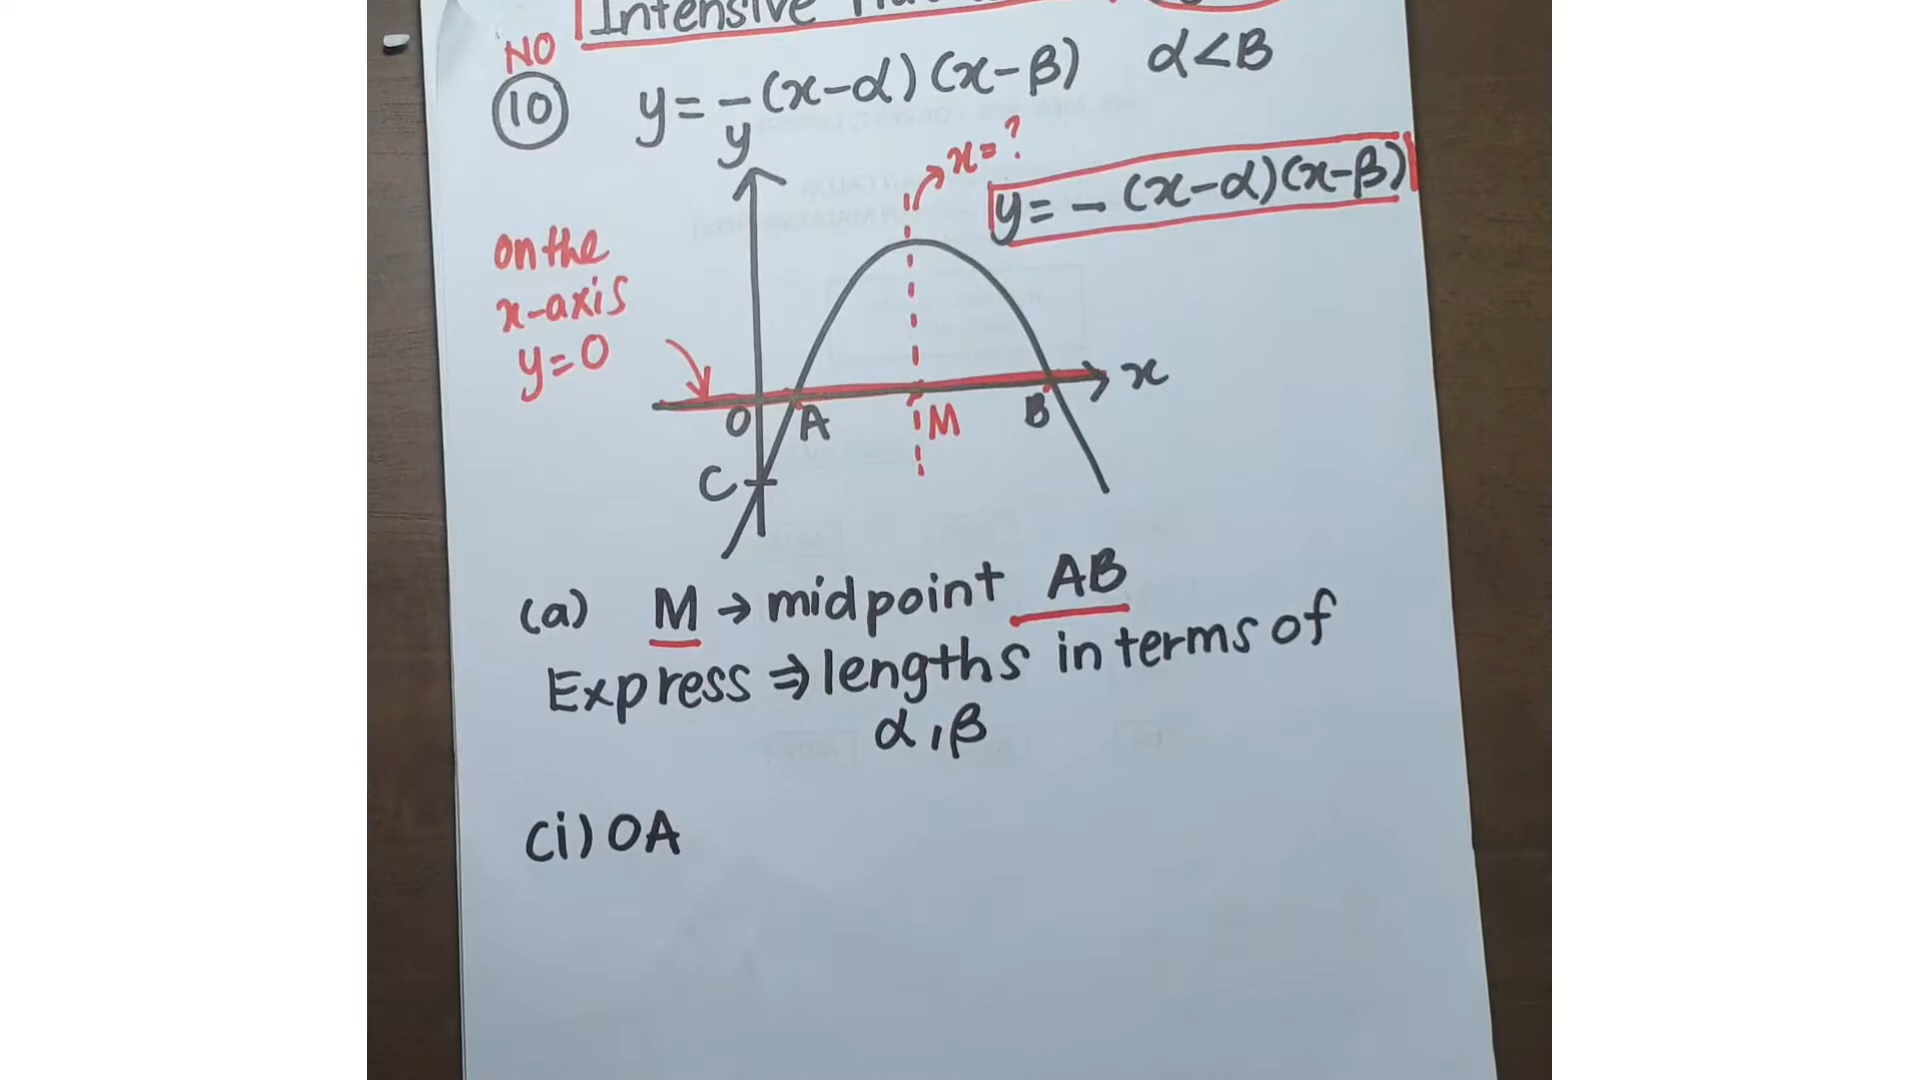 Intensive
NO
10 y = -(x-α)(x-β) α<B
y
x=?
y = -(x-α)(x-β)
on the
x-axis
y=0
x
O A M B
C
(a) M → midpoint AB
Express ⇒ lengths in terms of
α, β
(i) OA